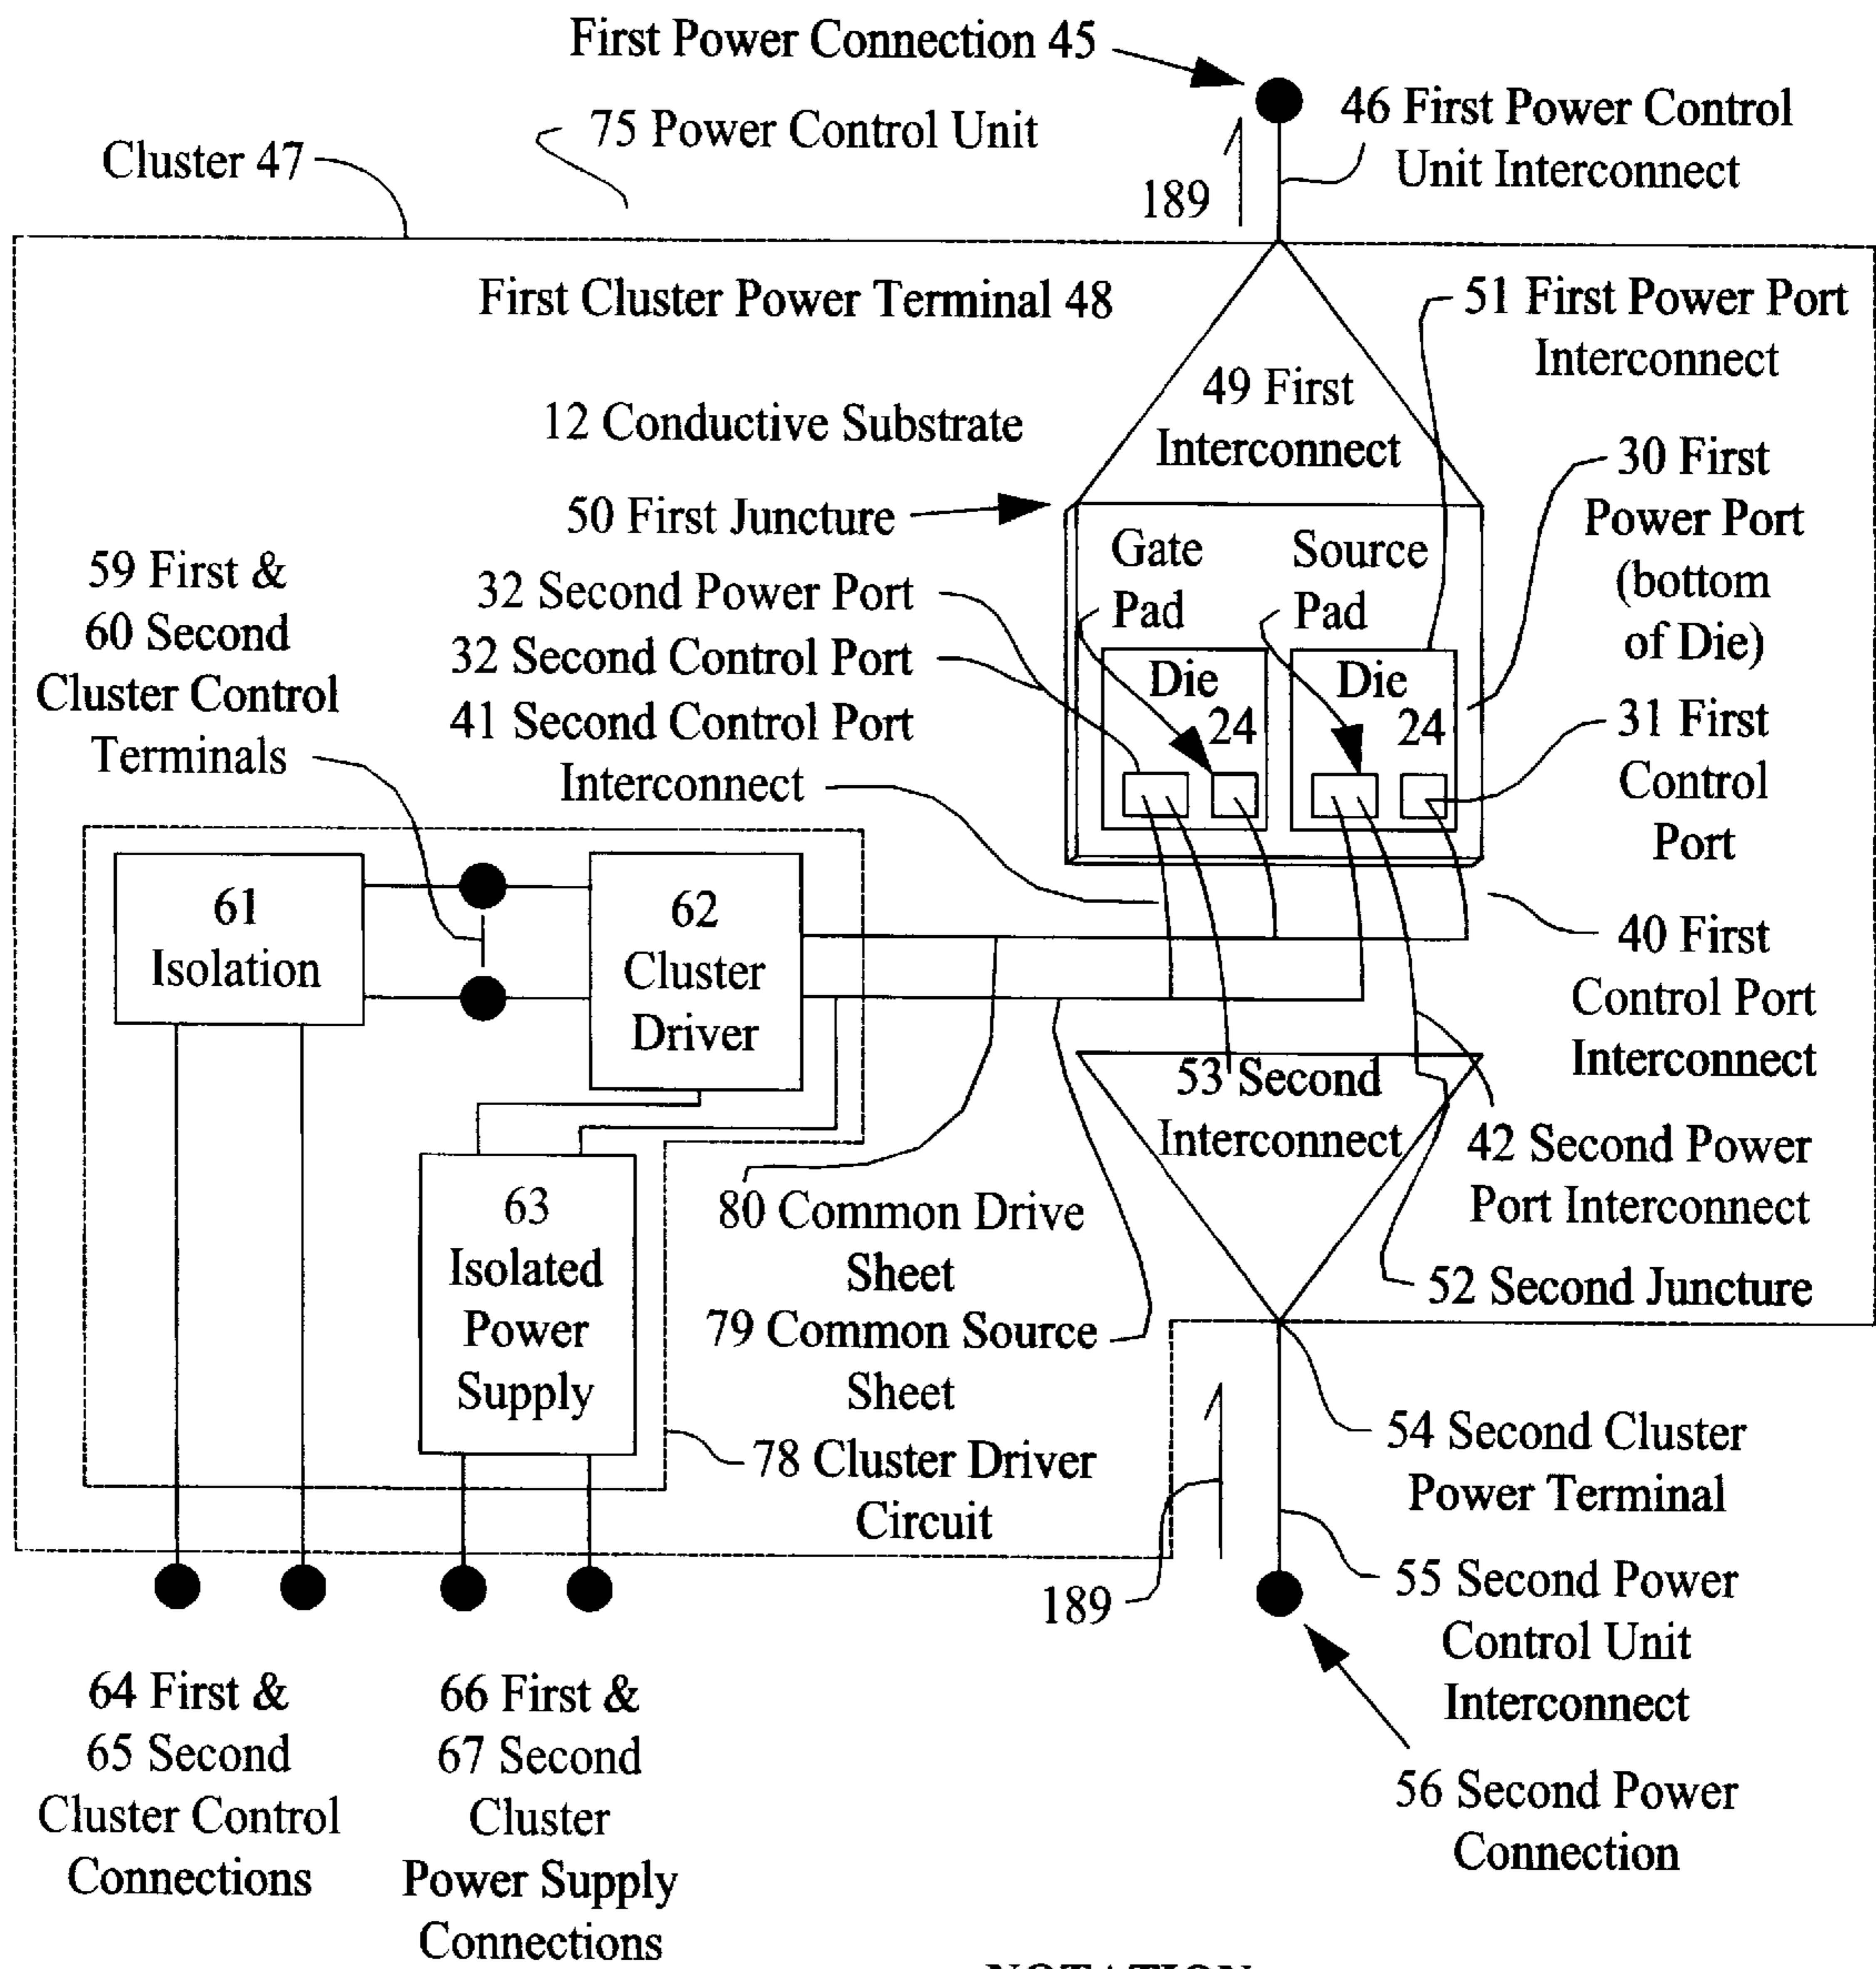 First Power Connection 45
75 Power Control Unit
Cluster 47
46 First Power Control
Unit Interconnect
189
First Cluster Power Terminal 48
51 First Power Port
Interconnect
49 First
Interconnect
12 Conductive Substrate
50 First Juncture
30 First
Power Port
(bottom
of Die)
Gate
Pad
Source
Pad
59 First &
60 Second
Cluster Control
Terminals
32 Second Power Port
32 Second Control Port
41 Second Control Port
Interconnect
Die
24
Die
24
31 First
Control
Port
61
Isolation
62
Cluster
Driver
40 First
Control Port
Interconnect
53 Second
Interconnect
42 Second Power
Port Interconnect
63
Isolated
Power
Supply
80 Common Drive
Sheet
79 Common Source
Sheet
52 Second Juncture
78 Cluster Driver
Circuit
54 Second Cluster
Power Terminal
189
55 Second Power
Control Unit
Interconnect
64 First &
65 Second
Cluster Control
Connections
66 First &
67 Second
Cluster
Power Supply
Connections
56 Second Power
Connection
NOTATION